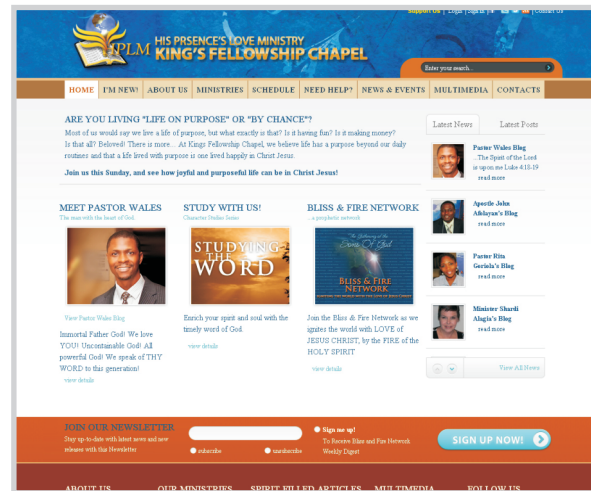 Support Us | Login | Sign in | Contact Us
IPLM HIS PRSENCE'S LOVE MINISTRY
KING'S FELLOWSHIP CHAPEL
Enter your search...
HOME I'M NEW! ABOUT US MINISTRIES SCHEDULE NEED HELP? NEWS & EVENTS MULTIMEDIA CONTACTS
ARE YOU LIVING "LIFE ON PURPOSE" OR "BY CHANCE"?
Most of us would say we live a life of purpose, but what exactly is that? Is it having fun? Is it making money?
Is that all? Beloved! There is more.... At Kings Fellowship Chapel, we believe life has a purpose beyond our daily
routines and that a life lived with purpose is one lived happily in Christ Jesus.
Join us this Sunday, and see how joyful and purposeful life can be in Christ Jesus!
Latest News Latest Posts
Pastor Wales Blog
...The Spirit of the Lord
is upon me Luke 4:18-19
read more
Apostle John
Afolayan's Blog
read more
Pastor Rita
Goriola's Blog
read more
Minister Shardi
Alugia's Blog
read more
View All News
MEET PASTOR WALES
The man with the heart of God.
View Pastor Wales Blog
Immortal Father God! We love
YOU! Uncontainable God! All
powerful God! We speak of THY
WORD to this generation!
view details
STUDY WITH US!
Character Studies Series
STUDYING
THE
WORD
Enrich your spirit and soul with the
timely word of God.
view details
BLISS & FIRE NETWORK
...a prophetic network
The Gathering of the
Sons Of God
BLISS & FIRE
NETWORK
Join the Bliss & Fire Network as we
ignites the world with LOVE of
JESUS CHRIST, by the FIRE of the
HOLY SPIRIT
view details
JOIN OUR NEWSLETTER
Stay up-to-date with latest news and new
releases with this Newsletter
subscribe unsubscribe
Sign me up!
To Receive Bliss and Fire Network
Weekly Digest
SIGN UP NOW!
ABOUT US OUR MINISTRIES SPIRIT FILLED ARTICLES MULTIMEDIA FOLLOW US